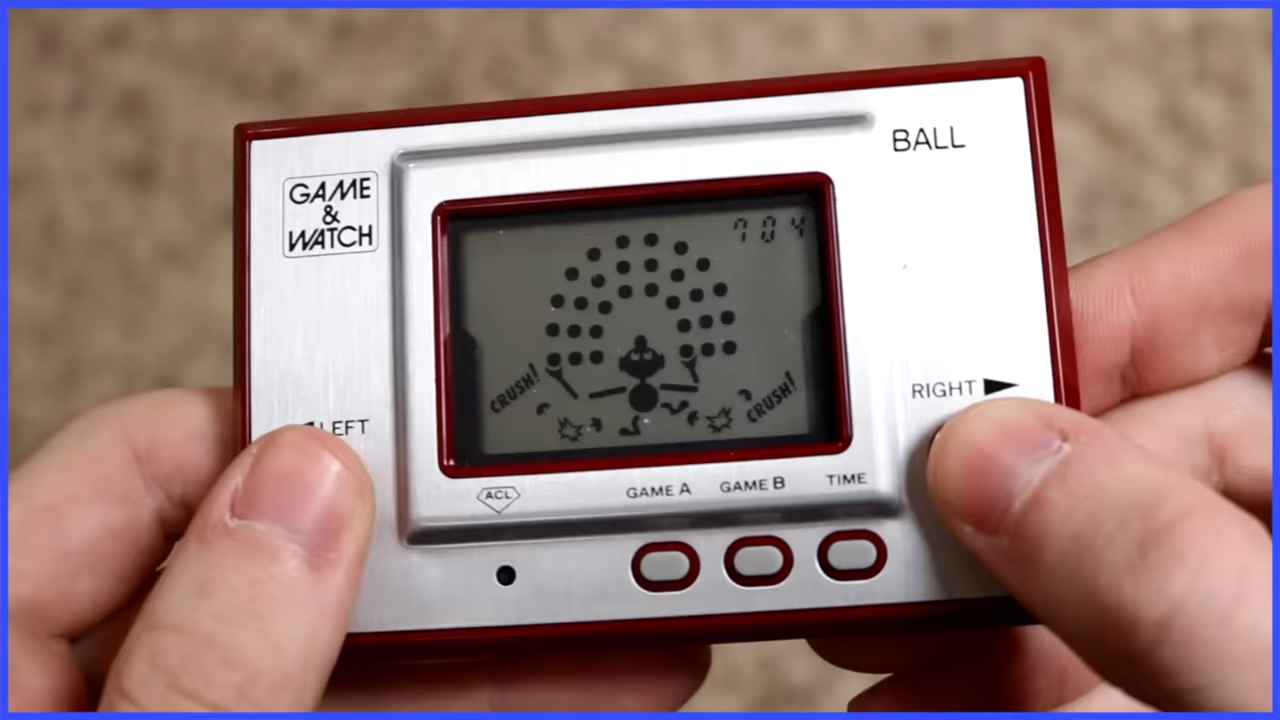 BALL
GAME
&
WATCH
704
CRUSH!
CRUSH!
RIGHT
LEFT
ACL
GAME A
GAME B
TIME